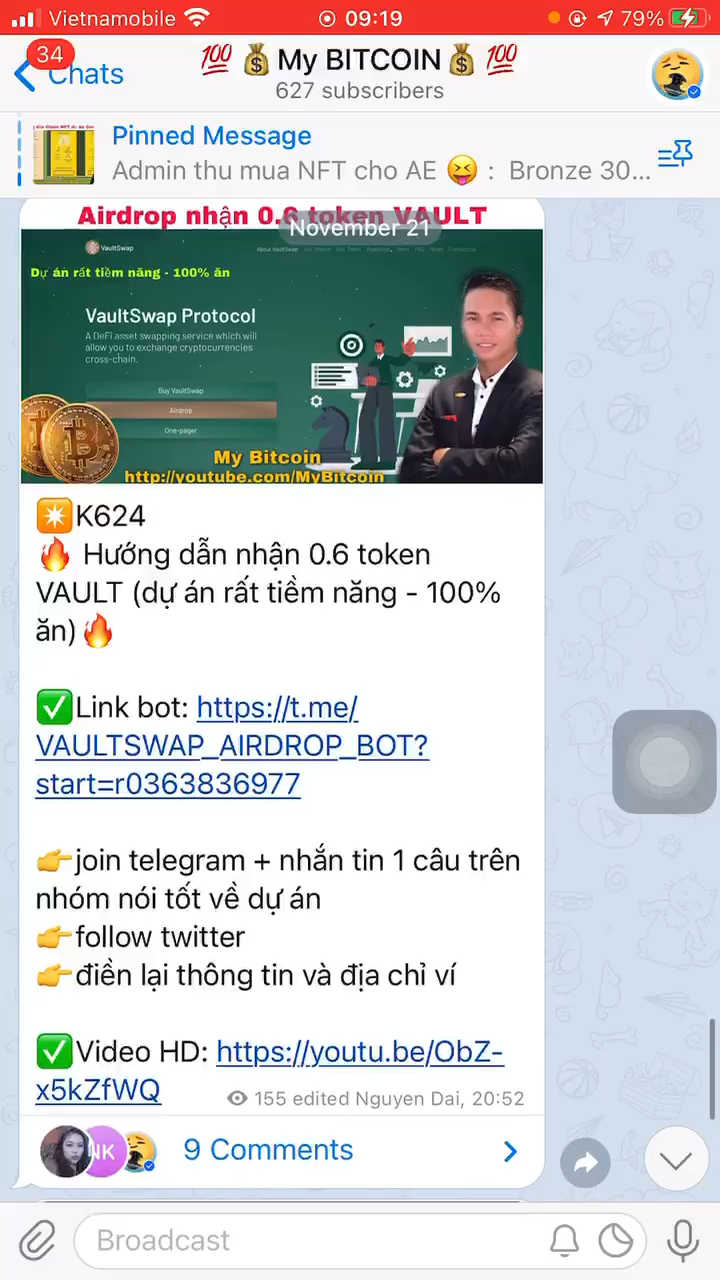 Vietnamobile 09:19 79%
34
Chats
💯 💰 My BITCOIN 💰 💯
627 subscribers
Pinned Message
Admin thu mua NFT cho AE 😝 : Bronze 30...
Airdrop nhận 0.6 token VAULT
November 21
VaultSwap
About VaultSwap
Dự án rất tiềm năng - 100% ăn
VaultSwap Protocol
A DeFi asset swapping service which will
allow you to exchange cryptocurrencies
cross-chain.
Buy VaultSwap
Airdrop
One-pager
My Bitcoin
http://youtube.com/MyBitcoin
✴️K624
🔥 Hướng dẫn nhận 0.6 token
VAULT (dự án rất tiềm năng - 100%
ăn)🔥
✅Link bot: https://t.me/
VAULTSWAP_AIRDROP_BOT?
start=r0363836977
👉join telegram + nhắn tin 1 câu trên
nhóm nói tốt về dự án
👉follow twitter
👉điền lại thông tin và địa chỉ ví
✅Video HD: https://youtu.be/ObZ-
x5kZfWQ
155 edited Nguyen Dai, 20:52
NK
9 Comments
Broadcast